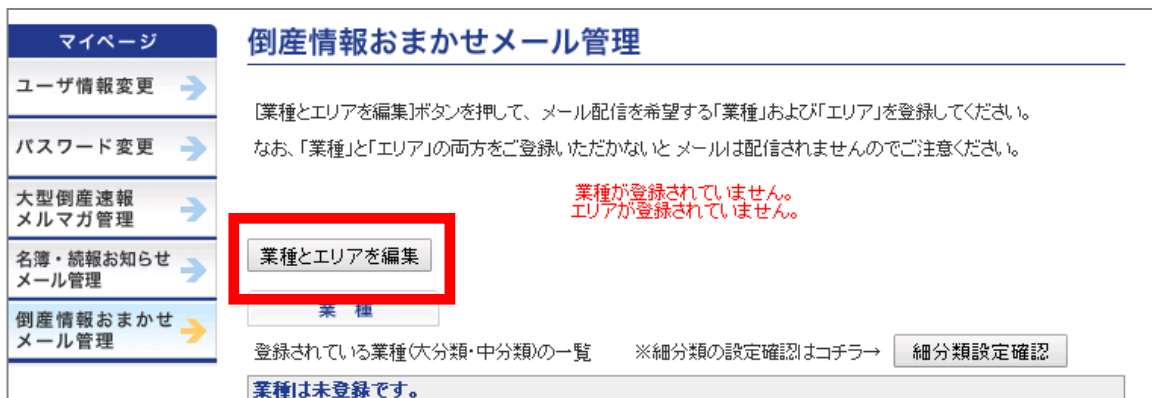 マイページ
ユーザ情報変更
パスワード変更
大型倒産速報
メルマガ管理
名簿・続報お知らせ
メール管理
倒産情報おまかせ
メール管理
倒産情報おまかせメール管理
[業種とエリアを編集]ボタンを押して、メール配信を希望する「業種」および「エリア」を登録してください。
なお、「業種」と「エリア」の両方をご登録いただかないとメールは配信されませんのでご注意ください。
業種が登録されていません。
エリアが登録されていません。
業種とエリアを編集
業 種
登録されている業種(大分類・中分類)の一覧 ※細分類の設定確認はコチラ→ 細分類設定確認
業種は未登録です。